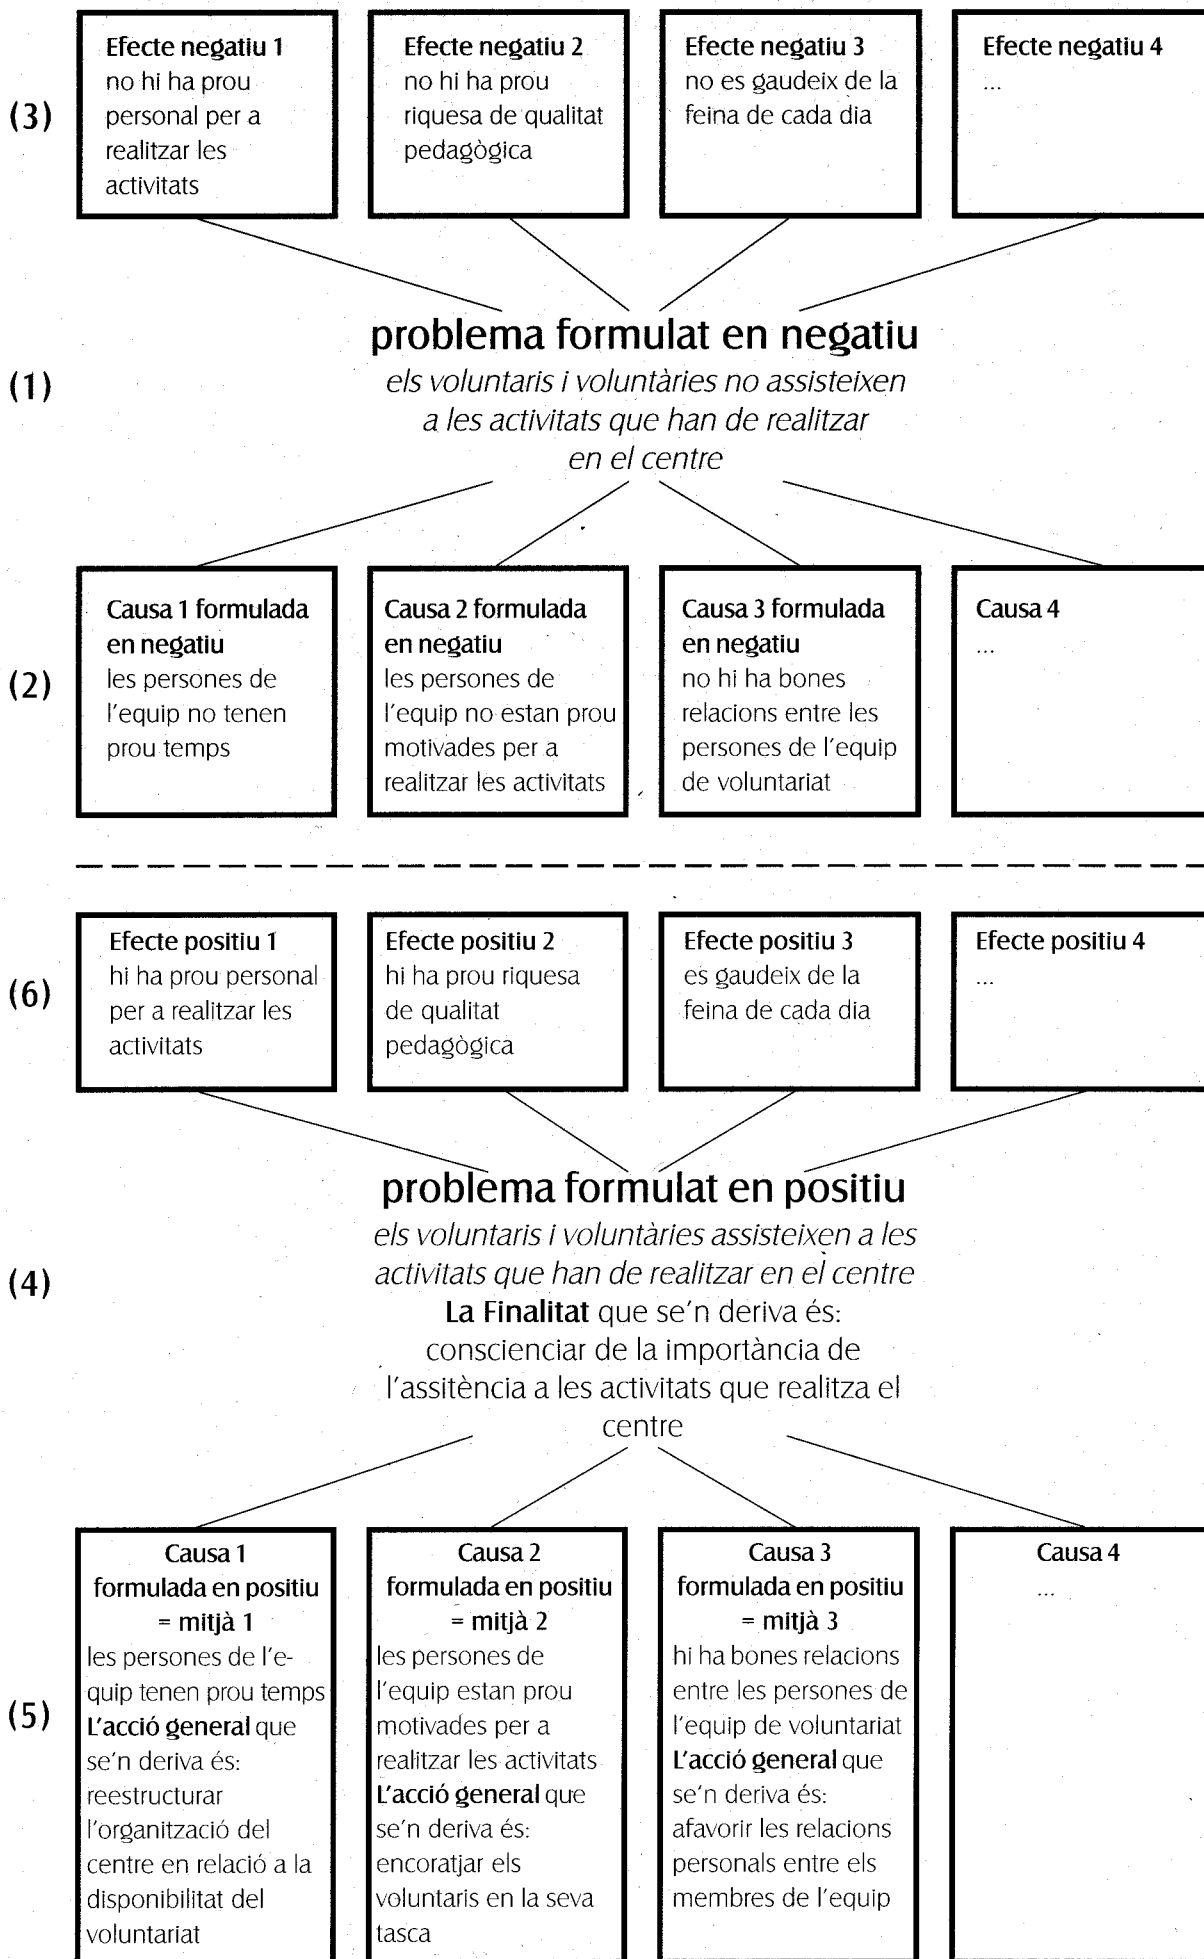 (3)
Efecte negatiu 1
no hi ha prou
personal per a
realitzar les
activitats
Efecte negatiu 2
no hi ha prou
riquesa de qualitat
pedagògica
Efecte negatiu 3
no es gaudeix de la
feina de cada dia
Efecte negatiu 4
...
(1)
problema formulat en negatiu
els voluntaris i voluntàries no assisteixen
a les activitats que han de realitzar
en el centre
(2)
Causa 1 formulada
en negatiu
les persones de
l'equip no tenen
prou temps
Causa 2 formulada
en negatiu
les persones de
l'equip no estan prou
motivades per a
realitzar les activitats
Causa 3 formulada
en negatiu
no hi ha bones
relacions entre les
persones de l'equip
de voluntariat
Causa 4
...
(6)
Efecte positiu 1
hi ha prou personal
per a realitzar les
activitats
Efecte positiu 2
hi ha prou riquesa
de qualitat
pedagògica
Efecte positiu 3
es gaudeix de la
feina de cada dia
Efecte positiu 4
...
(4)
problema formulat en positiu
els voluntaris i voluntàries assisteixen a les
activitats que han de realitzar en el centre
La Finalitat que se'n deriva és:
conscienciar de la importància de
l'assitència a les activitats que realitza el
centre
(5)
Causa 1
formulada en positiu
= mitjà 1
les persones de l'e-
quip tenen prou temps
L'acció general que
se'n deriva és:
reestructurar
l'organització del
centre en relació a la
disponibilitat del
voluntariat
Causa 2
formulada en positiu
= mitjà 2
les persones de
l'equip estan prou
motivades per a
realitzar les activitats
L'acció general que
se'n deriva és:
encoratjar els
voluntaris en la seva
tasca
Causa 3
formulada en positiu
= mitjà 3
hi ha bones relacions
entre les persones de
l'equip de voluntariat
L'acció general que
se'n deriva és:
afavorir les relacions
personals entre els
membres de l'equip
Causa 4
...